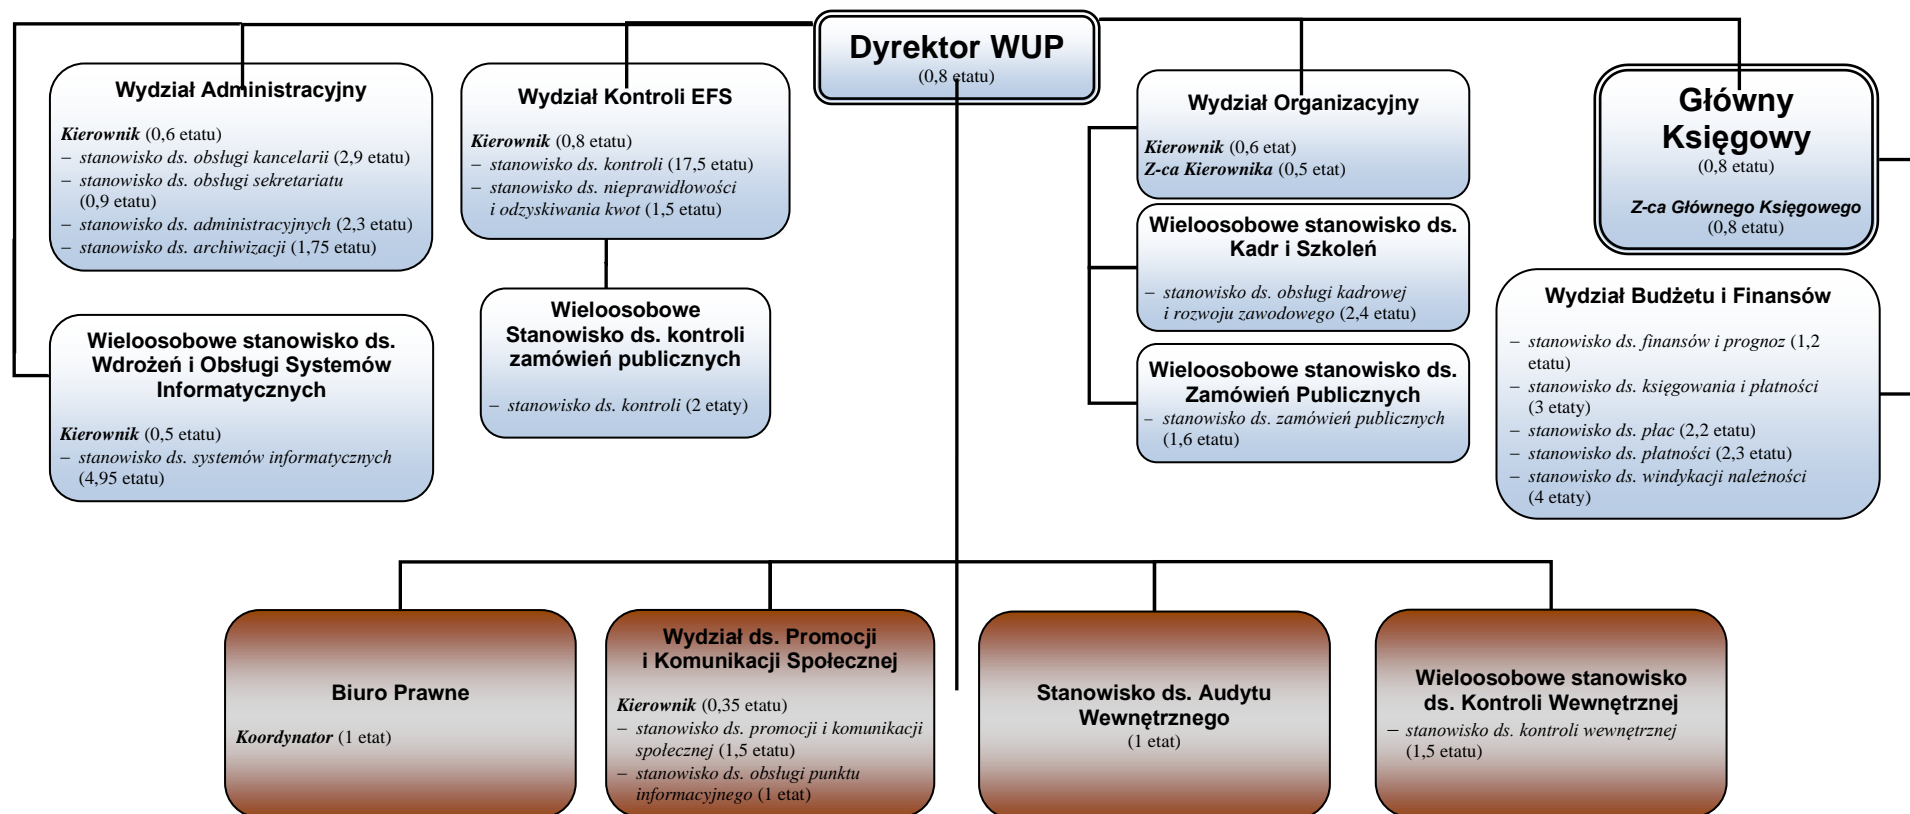 Dyrektor WUP
(0,8 etatu)
Wydział Administracyjny
Kierownik (0,6 etatu)
– stanowisko ds. obsługi kancelarii (2,9 etatu)
– stanowisko ds. obsługi sekretariatu
(0,9 etatu)
– stanowisko ds. administracyjnych (2,3 etatu)
– stanowisko ds. archiwizacji (1,75 etatu)
Wydział Kontroli EFS
Kierownik (0,8 etatu)
– stanowisko ds. kontroli (17,5 etatu)
– stanowisko ds. nieprawidłowości
i odzyskiwania kwot (1,5 etatu)
Wydział Organizacyjny
Kierownik (0,6 etat)
Z-ca Kierownika (0,5 etat)
Główny
Księgowy
(0,8 etatu)
Z-ca Głównego Księgowego
(0,8 etatu)
Wieloosobowe stanowisko ds.
Wdrożeń i Obsługi Systemów
Informatycznych
Kierownik (0,5 etatu)
– stanowisko ds. systemów informatycznych
(4,95 etatu)
Wieloosobowe
Stanowisko ds. kontroli
zamówień publicznych
– stanowisko ds. kontroli (2 etaty)
Wieloosobowe stanowisko ds.
Kadr i Szkoleń
– stanowisko ds. obsługi kadrowej
i rozwoju zawodowego (2,4 etatu)
Wieloosobowe stanowisko ds.
Zamówień Publicznych
– stanowisko ds. zamówień publicznych
(1,6 etatu)
Wydział Budżetu i Finansów
– stanowisko ds. finansów i prognoz (1,2
etatu)
– stanowisko ds. księgowania i płatności
(3 etaty)
– stanowisko ds. płac (2,2 etatu)
– stanowisko ds. płatności (2,3 etatu)
– stanowisko ds. windykacji należności
(4 etaty)
Biuro Prawne
Koordynator (1 etat)
Wydział ds. Promocji
i Komunikacji Społecznej
Kierownik (0,35 etatu)
– stanowisko ds. promocji i komunikacji
społecznej (1,5 etatu)
– stanowisko ds. obsługi punktu
informacyjnego (1 etat)
Stanowisko ds. Audytu
Wewnętrznego
(1 etat)
Wieloosobowe stanowisko
ds. Kontroli Wewnętrznej
– stanowisko ds. kontroli wewnętrznej
(1,5 etatu)